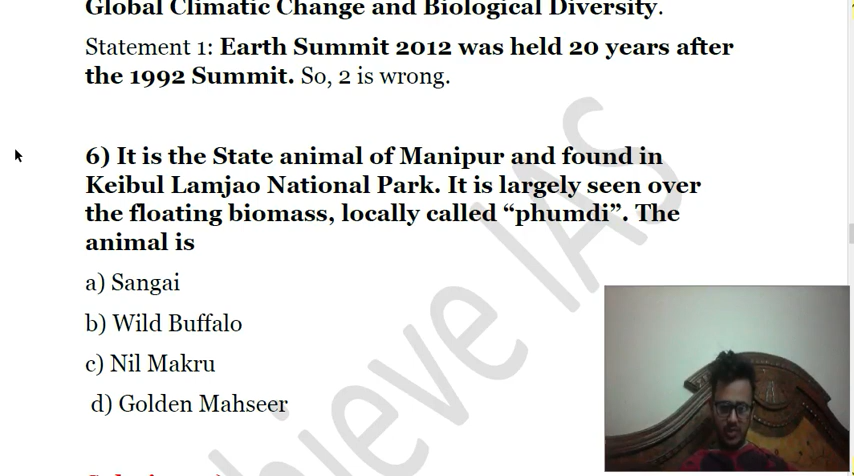 Global Climatic Change and Biological Diversity.
Statement 1: Earth Summit 2012 was held 20 years after
the 1992 Summit. So, 2 is wrong.
6) It is the State animal of Manipur and found in
Keibul Lamjao National Park. It is largely seen over
the floating biomass, locally called “phumdi”. The
animal is
a) Sangai
b) Wild Buffalo
c) Nil Makru
d) Golden Mahseer